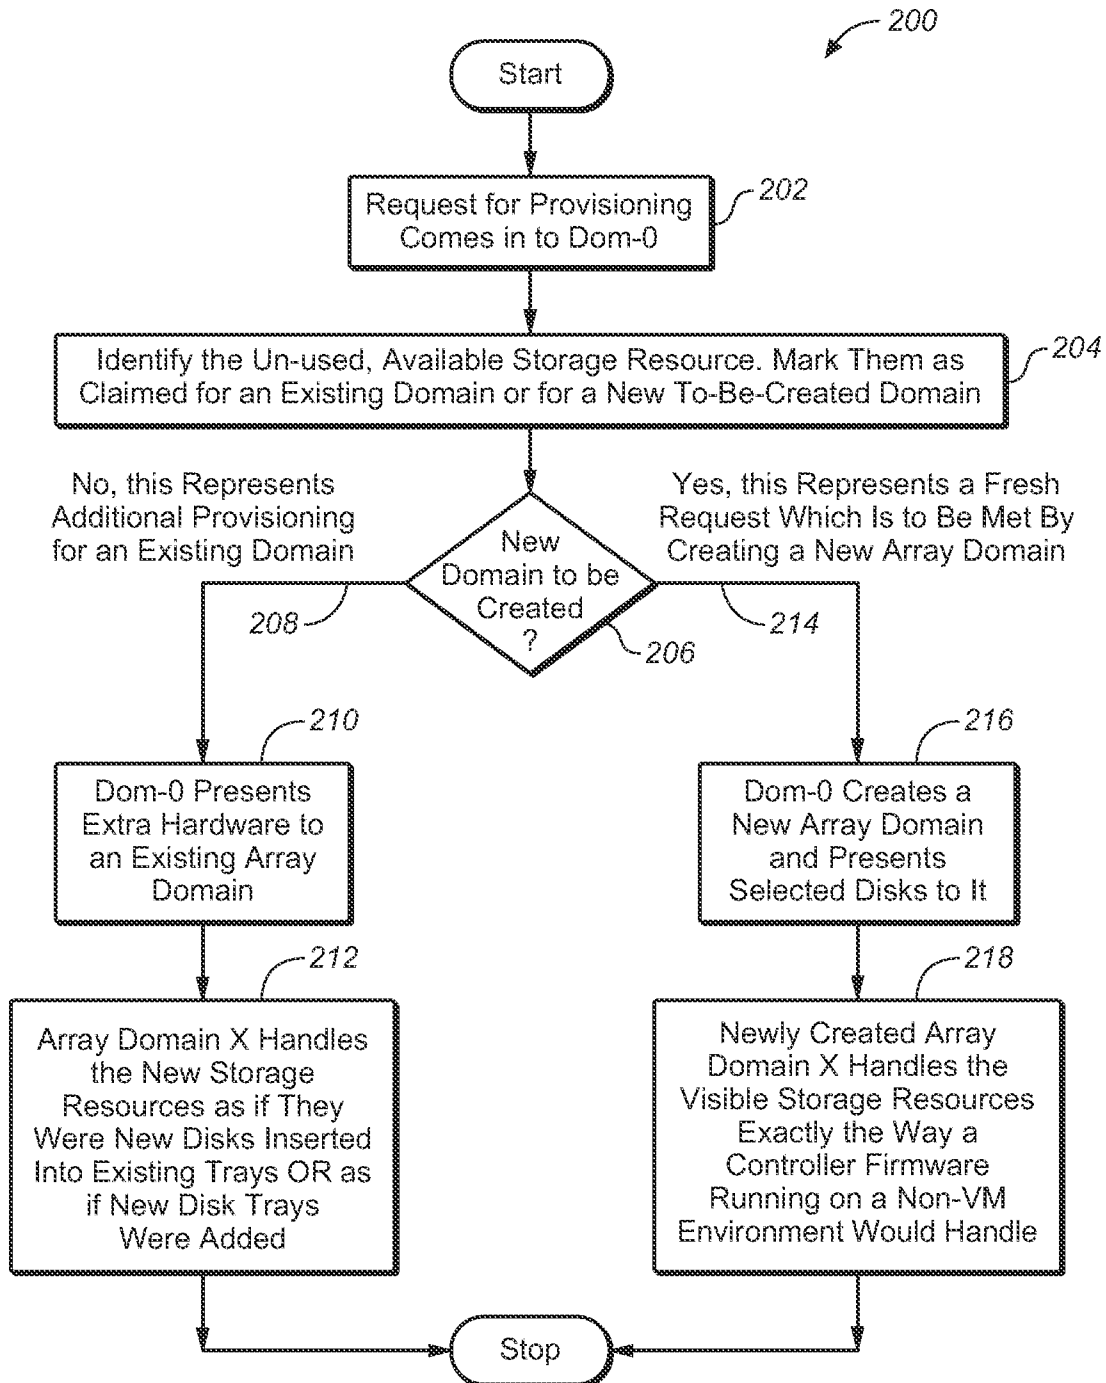 200
Start
Request for Provisioning
Comes in to Dom-0
202
Identify the Un-used, Available Storage Resource. Mark Them as
Claimed for an Existing Domain or for a New To-Be-Created Domain
204
No, this Represents
Additional Provisioning
for an Existing Domain
Yes, this Represents a Fresh
Request Which Is to Be Met By
Creating a New Array Domain
New
Domain to be
Created
?
208
214
206
210
Dom-0 Presents
Extra Hardware to
an Existing Array
Domain
216
Dom-0 Creates a
New Array Domain
and Presents
Selected Disks to It
212
Array Domain X Handles
the New Storage
Resources as if They
Were New Disks Inserted
Into Existing Trays OR as
if New Disk Trays
Were Added
218
Newly Created Array
Domain X Handles the
Visible Storage Resources
Exactly the Way a
Controller Firmware
Running on a Non-VM
Environment Would Handle
Stop